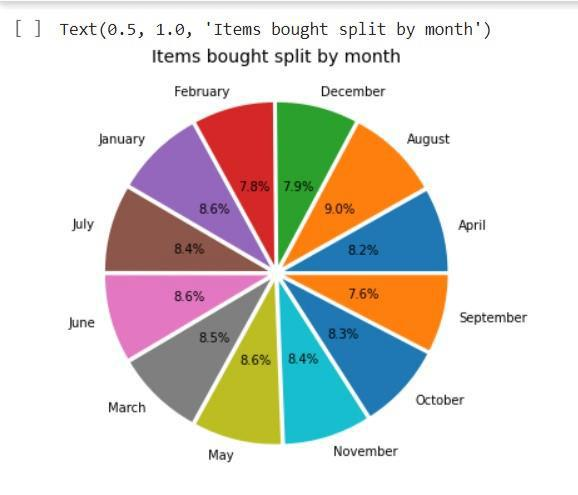 [ ] Text(0.5, 1.0, 'Items bought split by month')
Items bought split by month
February
December
January
August
7.8%
7.9%
8.6%
9.0%
July
April
8.4%
8.2%
8.6%
7.6%
June
September
8.5%
8.3%
8.6%
8.4%
March
October
May
November